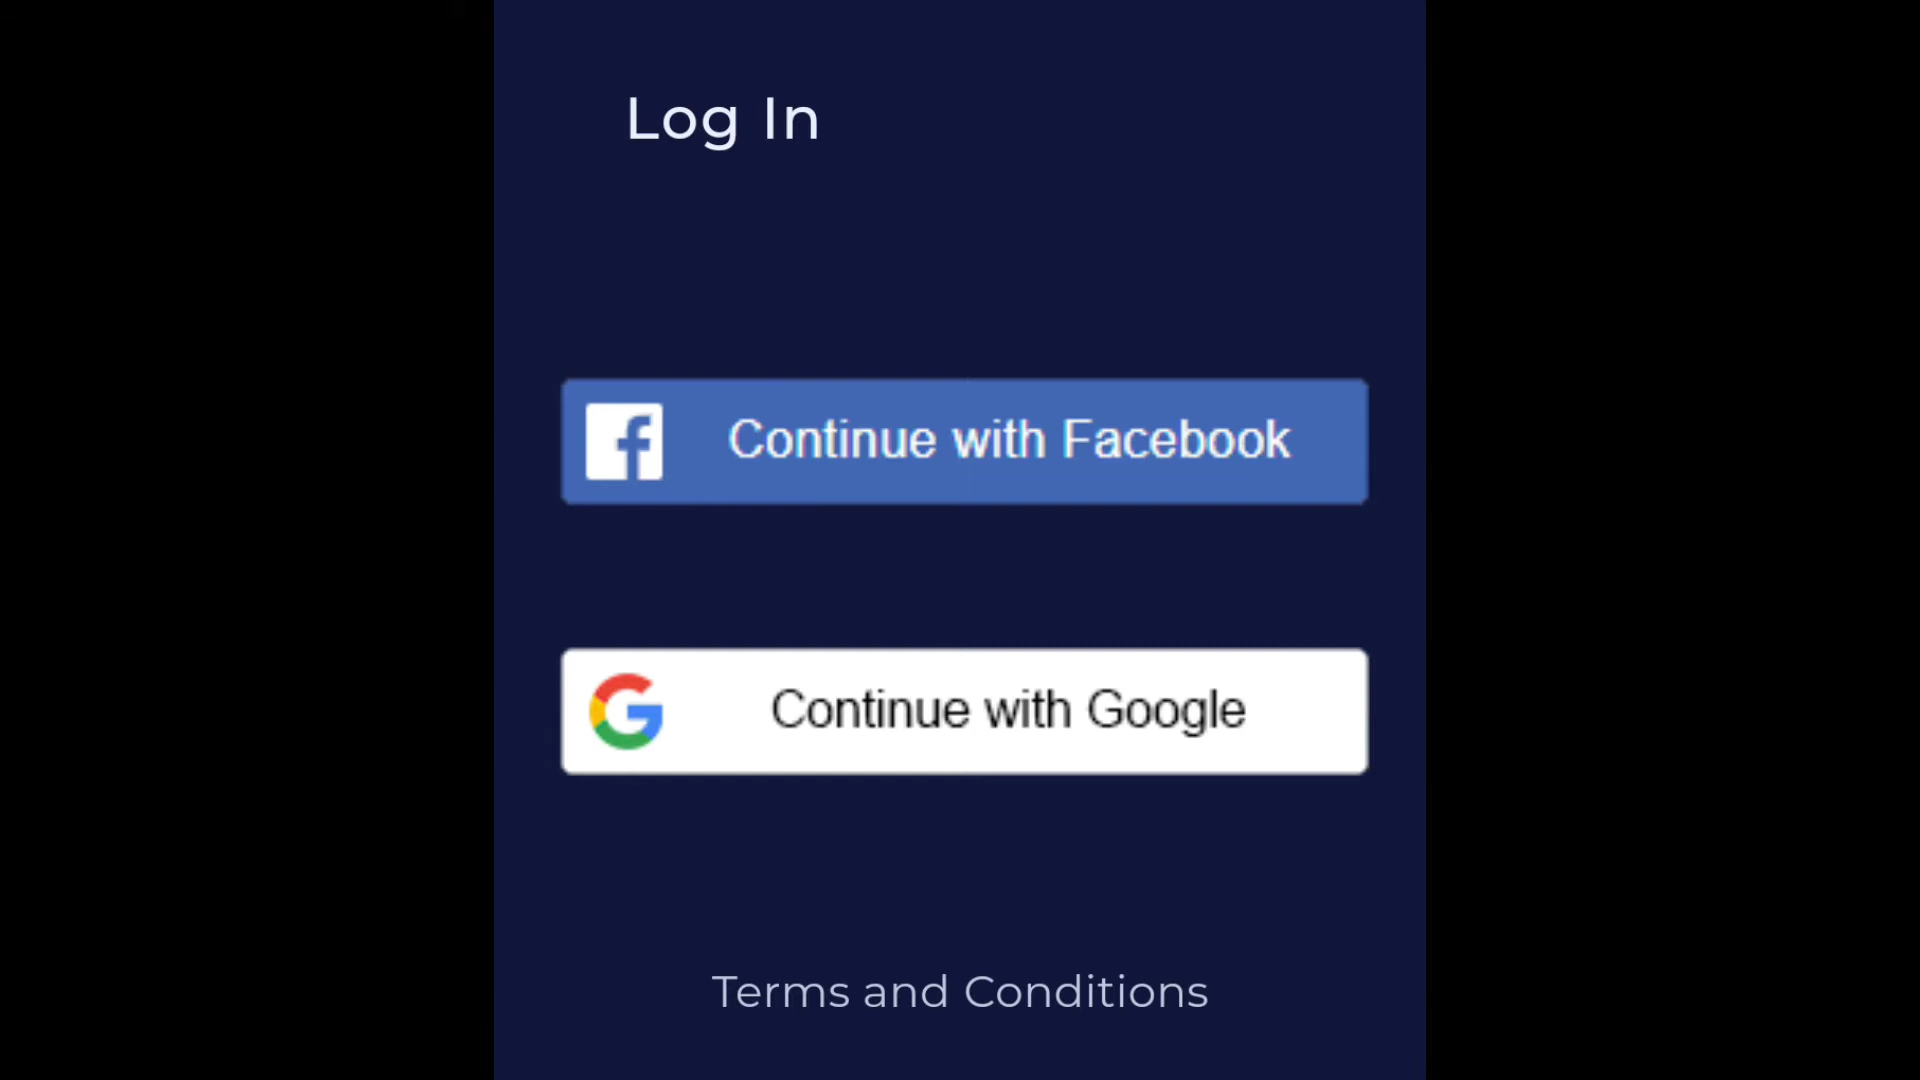 Log In
Continue with Facebook
Continue with Google
Terms and Conditions